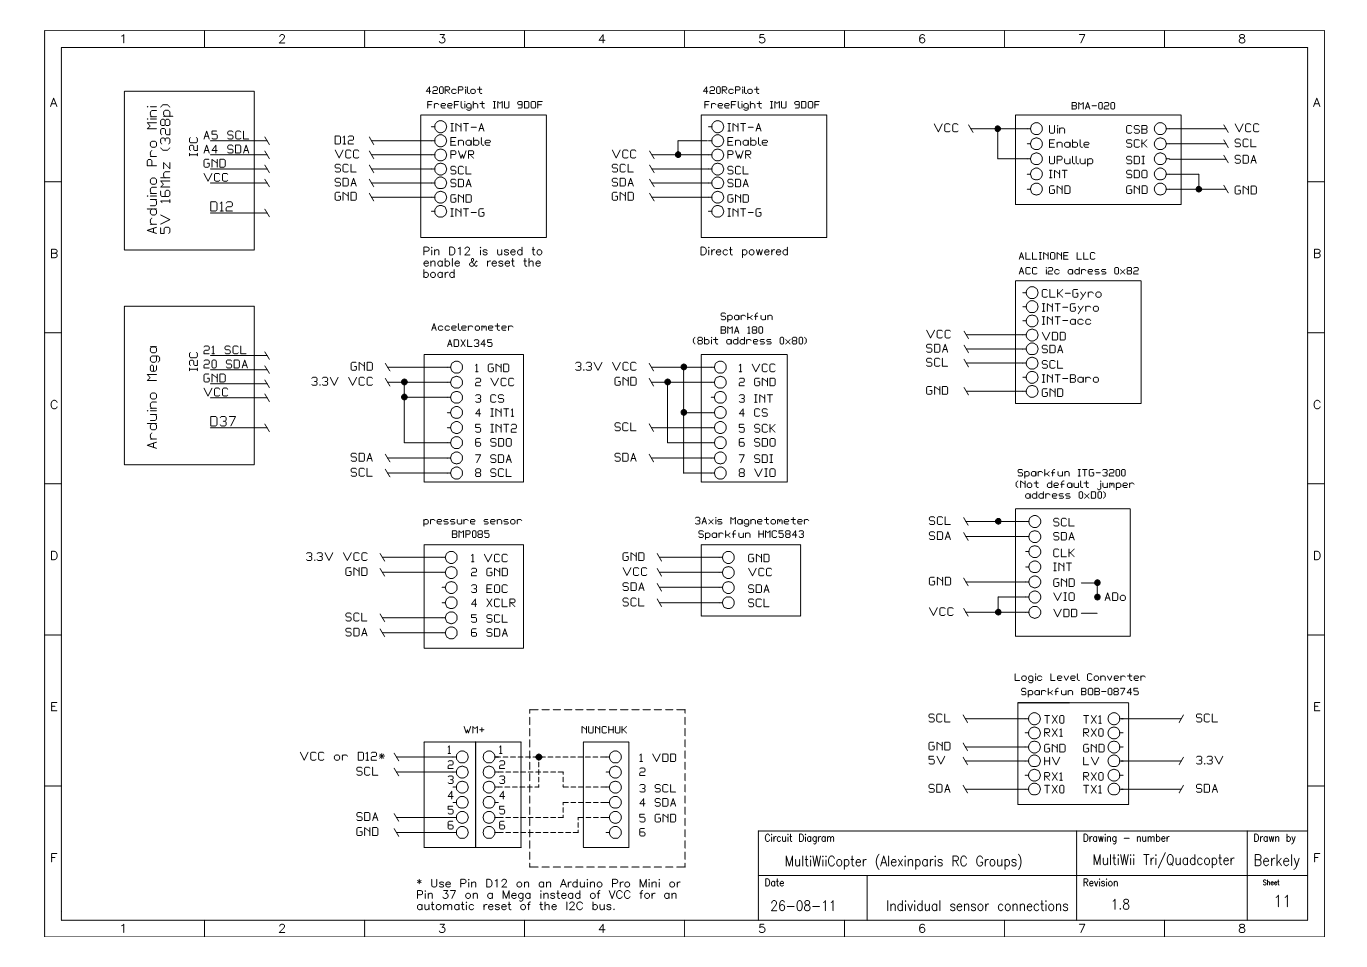 1 2 3 4 5 6 7 8
A
B
C
D
E
F
Arduino Pro Mini
5V 16Mhz (328p)
I2C
A5 SCL
A4 SDA
GND
VCC
D12
420RcPilot
FreeFlight IMU 9DOF
INT-A
D12 Enable
VCC PWR
SCL SCL
SDA SDA
GND GND
INT-G
Pin D12 is used to
enable & reset the
board
420RcPilot
FreeFlight IMU 9DOF
INT-A
Enable
VCC PWR
SCL SCL
SDA SDA
GND GND
INT-G
Direct powered
BMA-020
VCC Uin CSB VCC
Enable SCK SCL
UPullup SDI SDA
INT SDO
GND GND GND
ALLINONE LLC
ACC i2c adress 0x82
CLK-Gyro
INT-Gyro
INT-acc
VCC VDD
SDA SDA
SCL SCL
INT-Baro
GND GND
Arduino Mega
I2C
21 SCL
20 SDA
GND
VCC
D37
Accelerometer
ADXL345
GND 1 GND
3.3V VCC 2 VCC
3 CS
4 INT1
5 INT2
6 SDO
SDA 7 SDA
SCL 8 SCL
Sparkfun
BMA 180
(8bit address 0x80)
3.3V VCC 1 VCC
GND 2 GND
3 INT
4 CS
SCL 5 SCK
6 SDO
SDA 7 SDI
8 VIO
Sparkfun ITG-3200
(Not default jumper
address 0xD0)
SCL SCL
SDA SDA
CLK
INT
GND GND
VIO ADo
VCC VDD
pressure sensor
BMP085
3.3V VCC 1 VCC
GND 2 GND
3 EOC
4 XCLR
SCL 5 SCL
SDA 6 SDA
3Axis Magnetometer
Sparkfun HMC5843
GND GND
VCC VCC
SDA SDA
SCL SCL
Logic Level Converter
Sparkfun BOB-08745
SCL TX0 TX1 SCL
RX1 RX0
GND GND GND
5V HV LV 3.3V
RX1 RX0
SDA TX0 TX1 SDA
WM+ NUNCHUK
VCC or D12* 1 1 1 VDD
SCL 2 2 2
3 3 3 SCL
4 4 4 SDA
SDA 5 5 5 GND
GND 6 6 6
* Use Pin D12 on an Arduino Pro Mini or
Pin 37 on a Mega instead of VCC for an
automatic reset of the I2C bus.
Circuit Diagram
MultiWiiCopter (Alexinparis RC Groups)
Drawing - number
MultiWii Tri/Quadcopter
Drawn by
Berkely
Date
26-08-11
Individual sensor connections
Revision
1.8
Sheet
11
A
B
C
D
E
F
1 2 3 4 5 6 7 8